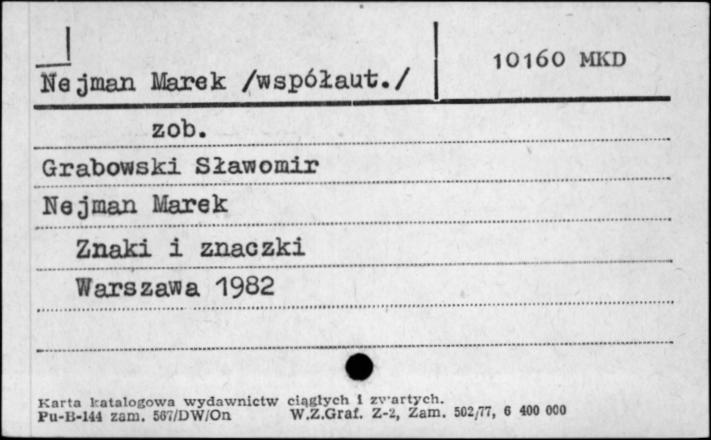 Nejman Marek /współaut./ 10160 MKD
zob.
Grabowski Sławomir
Nejman Marek
Znaki i znaczki
Warszawa 1982
Karta katalogowa wydawnictw ciągłych i zwartych.
Pu-B-144 zam. 567/DW/On W.Z.Graf. Z-2, Zam. 502/77, 6 400 000